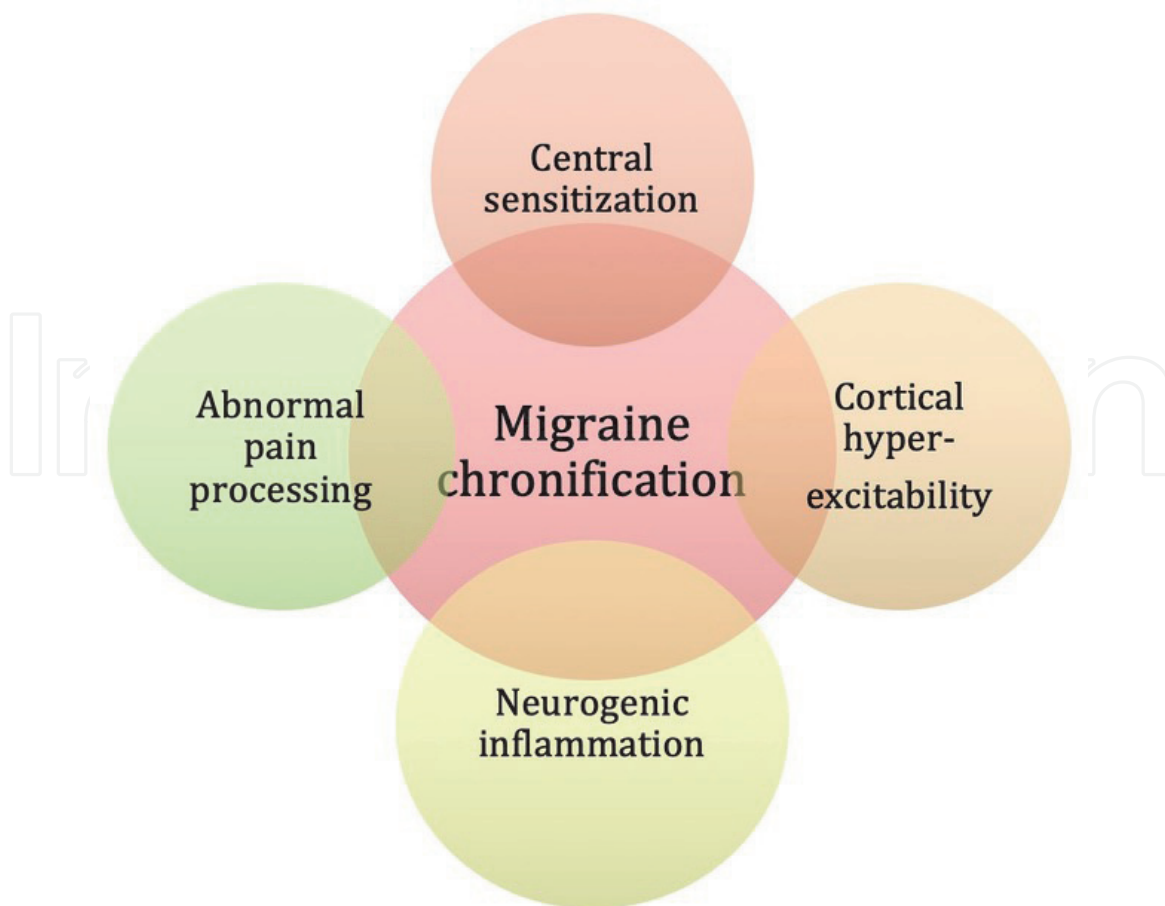 Central
sensitization
Abnormal
pain
processing
Migraine
chronification
Cortical
hyper-
excitability
Neurogenic
inflammation